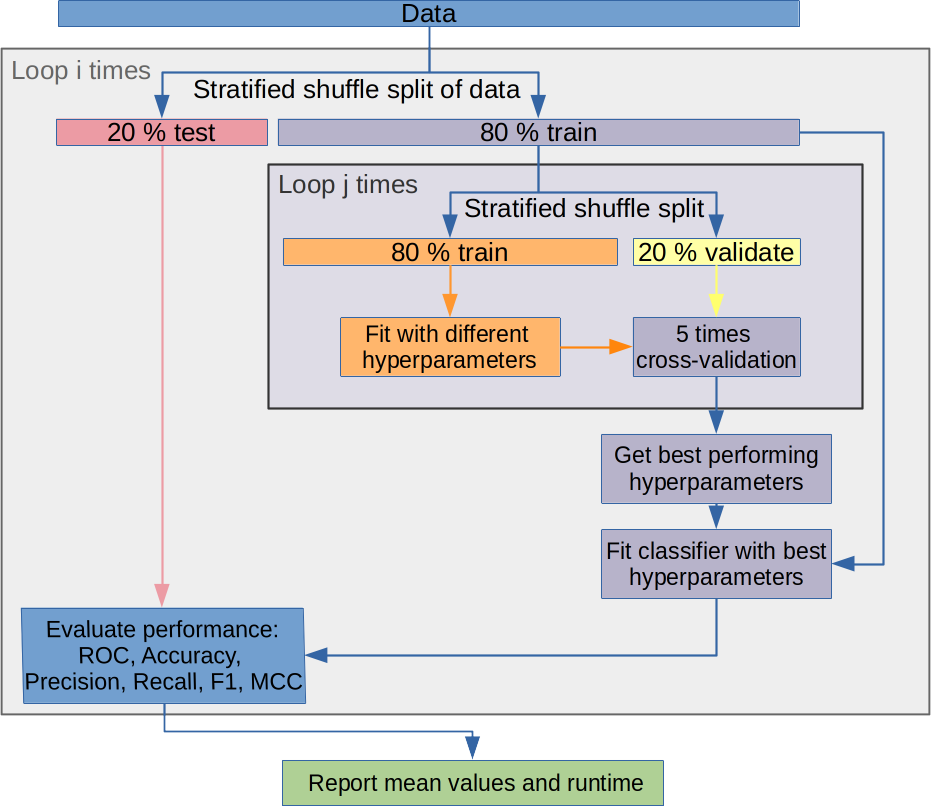 Data
Loop i times
Stratified shuffle split of data
20 % test
80 % train
Loop j times
Stratified shuffle split
80 % train
20 % validate
Fit with different
hyperparameters
5 times
cross-validation
Get best performing
hyperparameters
Fit classifier with best
hyperparameters
Evaluate performance:
ROC, Accuracy,
Precision, Recall, F1, MCC
Report mean values and runtime